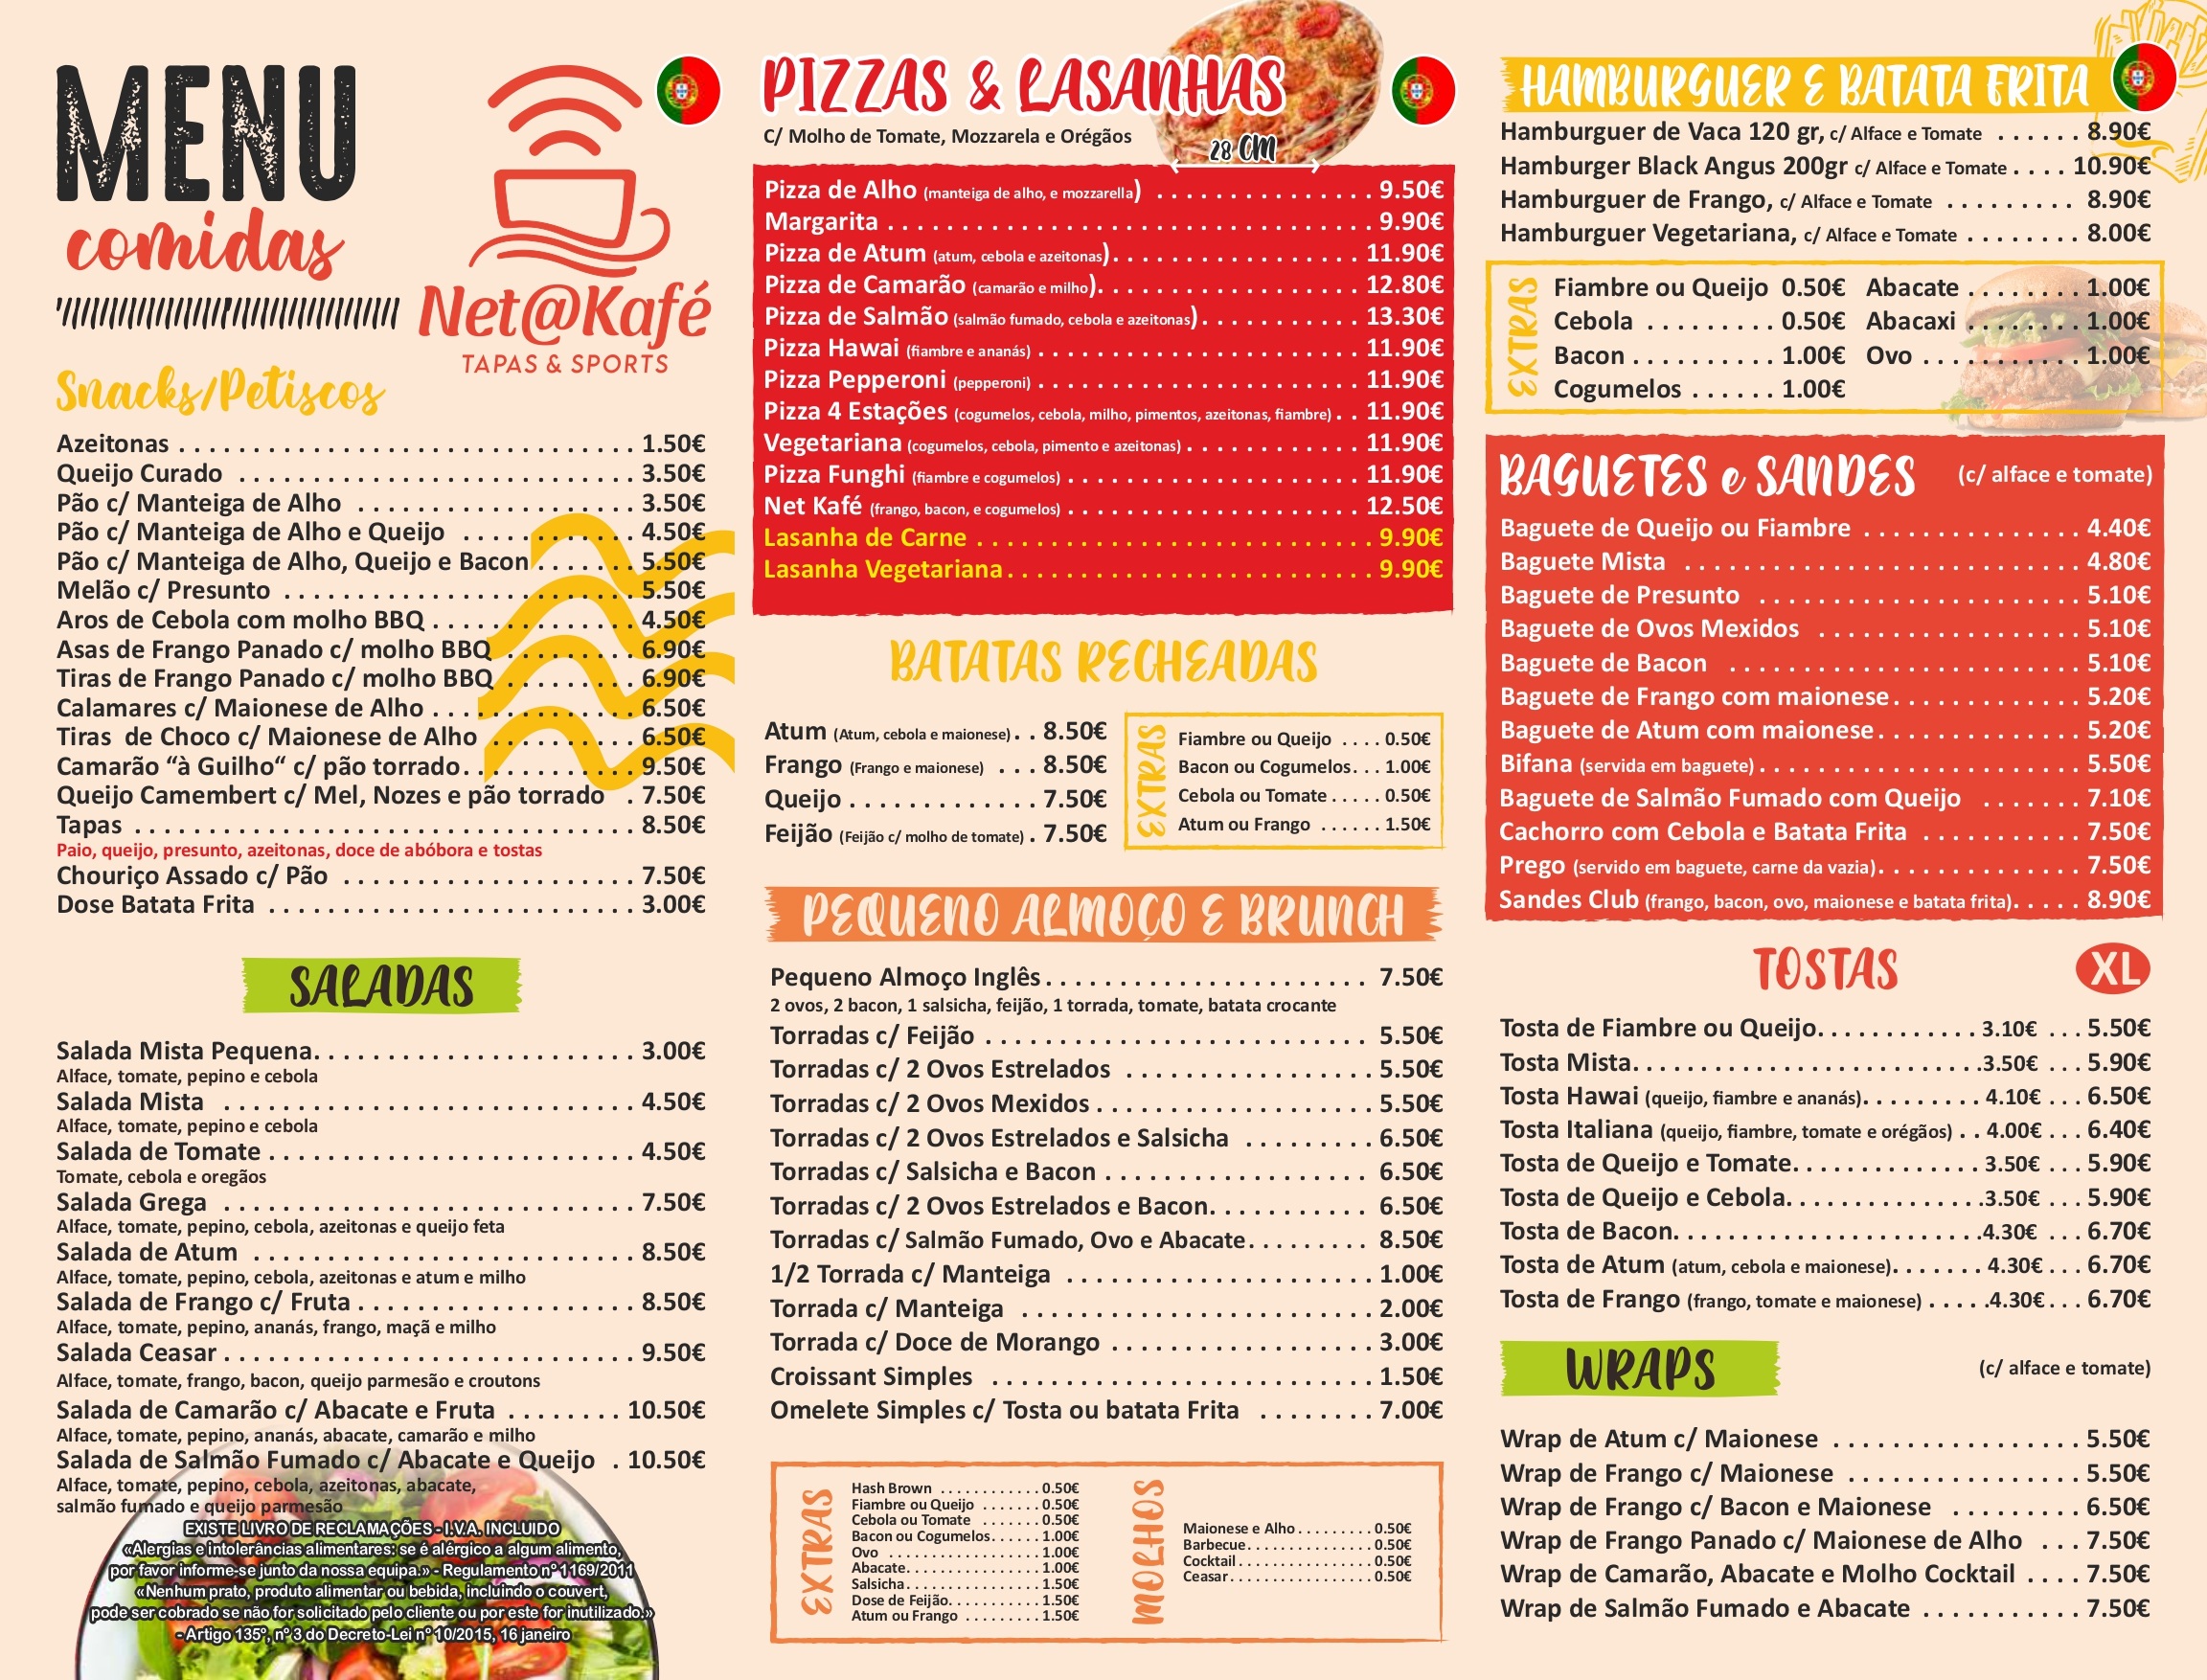 MENU
comidas
Net@Kafé
TAPAS & SPORTS
Snacks/Petiscos
Azeitonas . . . . . 1.50€
Queijo Curado . . . . . 3.50€
Pão c/ Manteiga de Alho . . . . . 3.50€
Pão c/ Manteiga de Alho e Queijo . . . . . 4.50€
Pão c/ Manteiga de Alho, Queijo e Bacon . . . . . 5.50€
Melão c/ Presunto . . . . . 5.50€
Aros de Cebola com molho BBQ . . . . . 4.50€
Asas de Frango Panado c/ molho BBQ . . . . . 6.90€
Tiras de Frango Panado c/ molho BBQ . . . . . 6.90€
Calamares c/ Maionese de Alho . . . . . 6.50€
Tiras de Choco c/ Maionese de Alho . . . . . 6.50€
Camarão “à Guilho“ c/ pão torrado . . . . . 9.50€
Queijo Camembert c/ Mel, Nozes e pão torrado . 7.50€
Tapas . . . . . 8.50€
Paio, queijo, presunto, azeitonas, doce de abóbora e tostas
Chouriço Assado c/ Pão . . . . . 7.50€
Dose Batata Frita . . . . . 3.00€
SALADAS
Salada Mista Pequena . . . . . 3.00€
Alface, tomate, pepino e cebola
Salada Mista . . . . . 4.50€
Alface, tomate, pepino e cebola
Salada de Tomate . . . . . 4.50€
Tomate, cebola e oregãos
Salada Grega . . . . . 7.50€
Alface, tomate, pepino, cebola, azeitonas e queijo feta
Salada de Atum . . . . . 8.50€
Alface, tomate, pepino, cebola, azeitonas e atum e milho
Salada de Frango c/ Fruta . . . . . 8.50€
Alface, tomate, pepino, ananás, frango, maçã e milho
Salada Ceasar . . . . . 9.50€
Alface, tomate, frango, bacon, queijo parmesão e croutons
Salada de Camarão c/ Abacate e Fruta . . . . . 10.50€
Alface, tomate, pepino, ananás, abacate, camarão e milho
Salada de Salmão Fumado c/ Abacate e Queijo . 10.50€
Alface, tomate, pepino, cebola, azeitonas, abacate,
salmão fumado e queijo parmesão
EXISTE LIVRO DE RECLAMAÇÕES - I.V.A. INCLUIDO
«Alergias e intolerâncias alimentares: se é alérgico a algum alimento,
por favor informe-se junto da nossa equipa.» - Regulamento nº 1169/2011
«Nenhum prato, produto alimentar ou bebida, incluindo o couvert,
pode ser cobrado se não for solicitado pelo cliente ou por este for inutilizado.»
- Artigo 135º, nº 3 do Decreto-Lei nº 10/2015, 16 janeiro
PIZZAS & LASANHAS
C/ Molho de Tomate, Mozzarela e Orégãos
28 CM
Pizza de Alho (manteiga de alho, e mozzarella) . . . . . 9.50€
Margarita . . . . . 9.90€
Pizza de Atum (atum, cebola e azeitonas) . . . . . 11.90€
Pizza de Camarão (camarão e milho) . . . . . 12.80€
Pizza de Salmão (salmão fumado, cebola e azeitonas) . . . . . 13.30€
Pizza Hawai (fiambre e ananás) . . . . . 11.90€
Pizza Pepperoni (pepperoni) . . . . . 11.90€
Pizza 4 Estações (cogumelos, cebola, milho, pimentos, azeitonas, fiambre) . . 11.90€
Vegetariana (cogumelos, cebola, pimento e azeitonas) . . . . . 11.90€
Pizza Funghi (fiambre e cogumelos) . . . . . 11.90€
Net Kafé (frango, bacon, e cogumelos) . . . . . 12.50€
Lasanha de Carne . . . . . 9.90€
Lasanha Vegetariana . . . . . 9.90€
BATATAS RECHEADAS
Atum (Atum, cebola e maionese) . . 8.50€
Frango (Frango e maionese) . . . 8.50€
Queijo . . . . . 7.50€
Feijão (Feijão c/ molho de tomate) . 7.50€
EXTRAS
Fiambre ou Queijo . . . . 0.50€
Bacon ou Cogumelos . . . 1.00€
Cebola ou Tomate . . . . . 0.50€
Atum ou Frango . . . . . 1.50€
PEQUENO ALMOÇO E BRUNCH
Pequeno Almoço Inglês . . . . . 7.50€
2 ovos, 2 bacon, 1 salsicha, feijão, 1 torrada, tomate, batata crocante
Torradas c/ Feijão . . . . . 5.50€
Torradas c/ 2 Ovos Estrelados . . . . . 5.50€
Torradas c/ 2 Ovos Mexidos . . . . . 5.50€
Torradas c/ 2 Ovos Estrelados e Salsicha . . . . . 6.50€
Torradas c/ Salsicha e Bacon . . . . . 6.50€
Torradas c/ 2 Ovos Estrelados e Bacon . . . . . 6.50€
Torradas c/ Salmão Fumado, Ovo e Abacate . . . . . 8.50€
1/2 Torrada c/ Manteiga . . . . . 1.00€
Torrada c/ Manteiga . . . . . 2.00€
Torrada c/ Doce de Morango . . . . . 3.00€
Croissant Simples . . . . . 1.50€
Omelete Simples c/ Tosta ou batata Frita . . . . . 7.00€
EXTRAS
Hash Brown . . . . . 0.50€
Fiambre ou Queijo . . . . . 0.50€
Cebola ou Tomate . . . . . 0.50€
Bacon ou Cogumelos . . . . . 1.00€
Ovo . . . . . 1.00€
Abacate . . . . . 1.00€
Salsicha . . . . . 1.50€
Dose de Feijão . . . . . 1.50€
Atum ou Frango . . . . . 1.50€
MOLHOS
Maionese e Alho . . . . . 0.50€
Barbecue . . . . . 0.50€
Cocktail . . . . . 0.50€
Ceasar . . . . . 0.50€
HAMBURGUER E BATATA FRITA
Hamburguer de Vaca 120 gr, c/ Alface e Tomate . . . . . 8.90€
Hamburger Black Angus 200gr c/ Alface e Tomate . . . . 10.90€
Hamburguer de Frango, c/ Alface e Tomate . . . . . 8.90€
Hamburguer Vegetariana, c/ Alface e Tomate . . . . . 8.00€
EXTRAS
Fiambre ou Queijo 0.50€ Abacate . . . . . 1.00€
Cebola . . . . . 0.50€ Abacaxi . . . . . 1.00€
Bacon . . . . . 1.00€ Ovo . . . . . 1.00€
Cogumelos . . . . . 1.00€
BAGUETES e SANDES (c/ alface e tomate)
Baguete de Queijo ou Fiambre . . . . . 4.40€
Baguete Mista . . . . . 4.80€
Baguete de Presunto . . . . . 5.10€
Baguete de Ovos Mexidos . . . . . 5.10€
Baguete de Bacon . . . . . 5.10€
Baguete de Frango com maionese . . . . . 5.20€
Baguete de Atum com maionese . . . . . 5.20€
Bifana (servida em baguete) . . . . . 5.50€
Baguete de Salmão Fumado com Queijo . . . . . 7.10€
Cachorro com Cebola e Batata Frita . . . . . 7.50€
Prego (servido em baguete, carne da vazia) . . . . . 7.50€
Sandes Club (frango, bacon, ovo, maionese e batata frita) . . . . . 8.90€
TOSTAS XL
Tosta de Fiambre ou Queijo . . . . . 3.10€ . . . 5.50€
Tosta Mista . . . . . 3.50€ . . . 5.90€
Tosta Hawai (queijo, fiambre e ananás) . . . . . 4.10€ . . . 6.50€
Tosta Italiana (queijo, fiambre, tomate e orégãos) . . 4.00€ . . . 6.40€
Tosta de Queijo e Tomate . . . . . 3.50€ . . . 5.90€
Tosta de Queijo e Cebola . . . . . 3.50€ . . . 5.90€
Tosta de Bacon . . . . . 4.30€ . . . 6.70€
Tosta de Atum (atum, cebola e maionese) . . . . . 4.30€ . . . 6.70€
Tosta de Frango (frango, tomate e maionese) . . . . . 4.30€ . . . 6.70€
WRAPS (c/ alface e tomate)
Wrap de Atum c/ Maionese . . . . . 5.50€
Wrap de Frango c/ Maionese . . . . . 5.50€
Wrap de Frango c/ Bacon e Maionese . . . . . 6.50€
Wrap de Frango Panado c/ Maionese de Alho . . . 7.50€
Wrap de Camarão, Abacate e Molho Cocktail . . . . 7.50€
Wrap de Salmão Fumado e Abacate . . . . . 7.50€